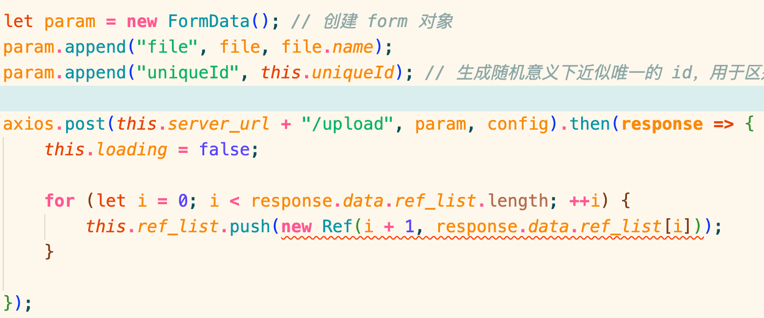 let param = new FormData(); // 创建 form 对象
param.append("file", file, file.name);
param.append("uniqueId", this.uniqueId); // 生成随机意义下近似唯一的 id，用于区
axios.post(this.server_url + "/upload", param, config).then(response => {
this.loading = false;
for (let i = 0; i < response.data.ref_list.length; ++i) {
this.ref_list.push(new Ref(i + 1, response.data.ref_list[i]));
}
});